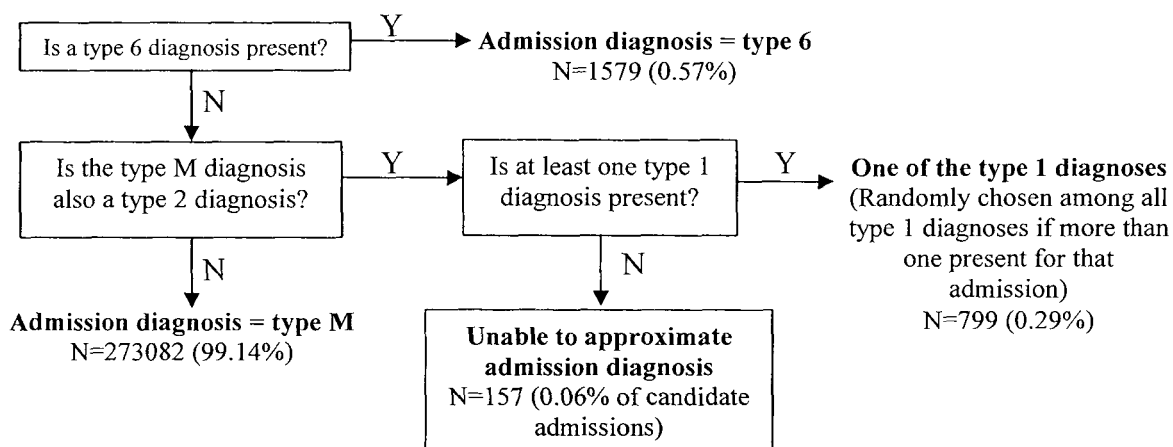 Is a type 6 diagnosis present?
Y
Admission diagnosis = type 6
N=1579 (0.57%)
N
Is the type M diagnosis
also a type 2 diagnosis?
Y
Is at least one type 1
diagnosis present?
Y
One of the type 1 diagnoses
(Randomly chosen among all
type 1 diagnoses if more than
one present for that
admission)
N=799 (0.29%)
N
Admission diagnosis = type M
N=273082 (99.14%)
N
Unable to approximate
admission diagnosis
N=157 (0.06% of candidate
admissions)